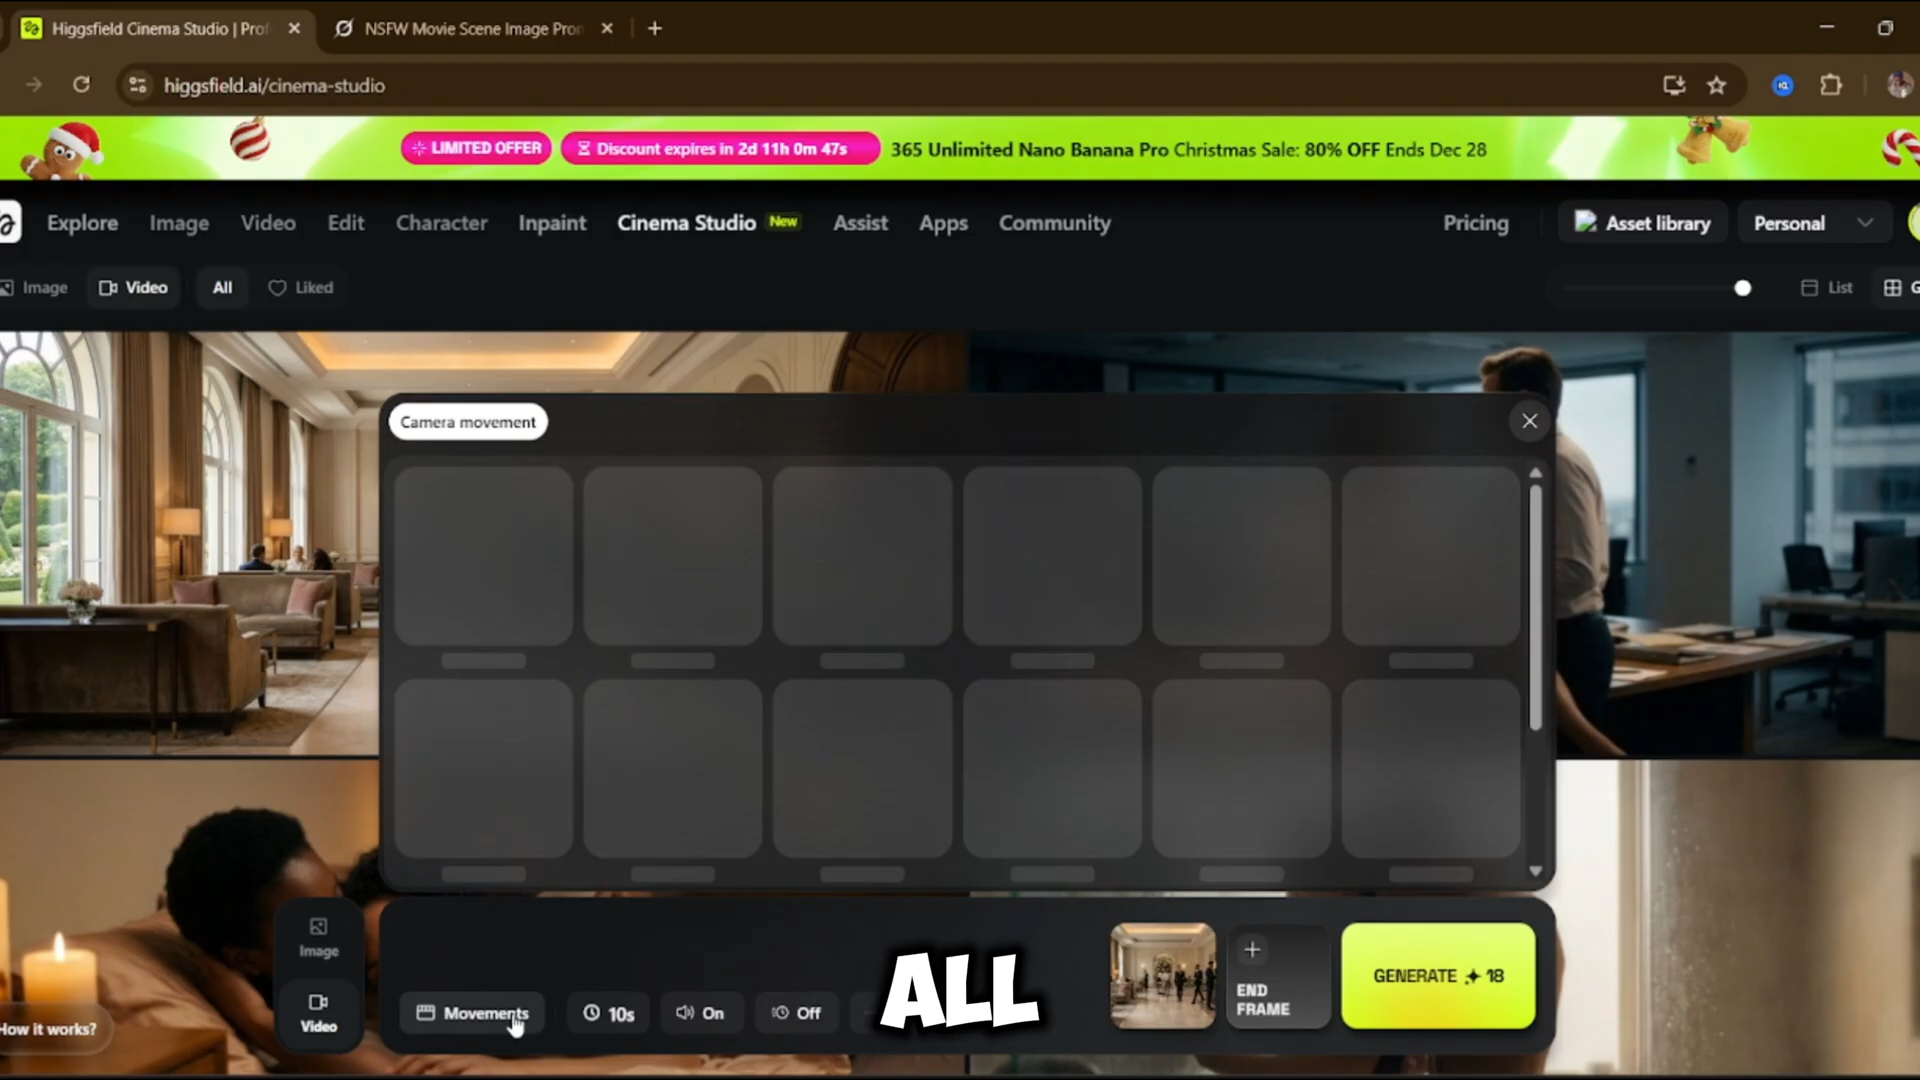 Higgsfield Cinema Studio | Prof
NSFW Movie Scene Image Pro
higgsfield.ai/cinema-studio
LIMITED OFFER
Discount expires in 2d 11h 0m 47s
365 Unlimited Nano Banana Pro Christmas Sale: 80% OFF Ends Dec 28
Explore
Image
Video
Edit
Character
Inpaint
Cinema Studio New
Assist
Apps
Community
Pricing
Asset library
Personal
Image
Video
All
Liked
List
G
Camera movement
Image
Video
Movements
10s
On
Off
ALL
END
FRAME
GENERATE 18
How it works?